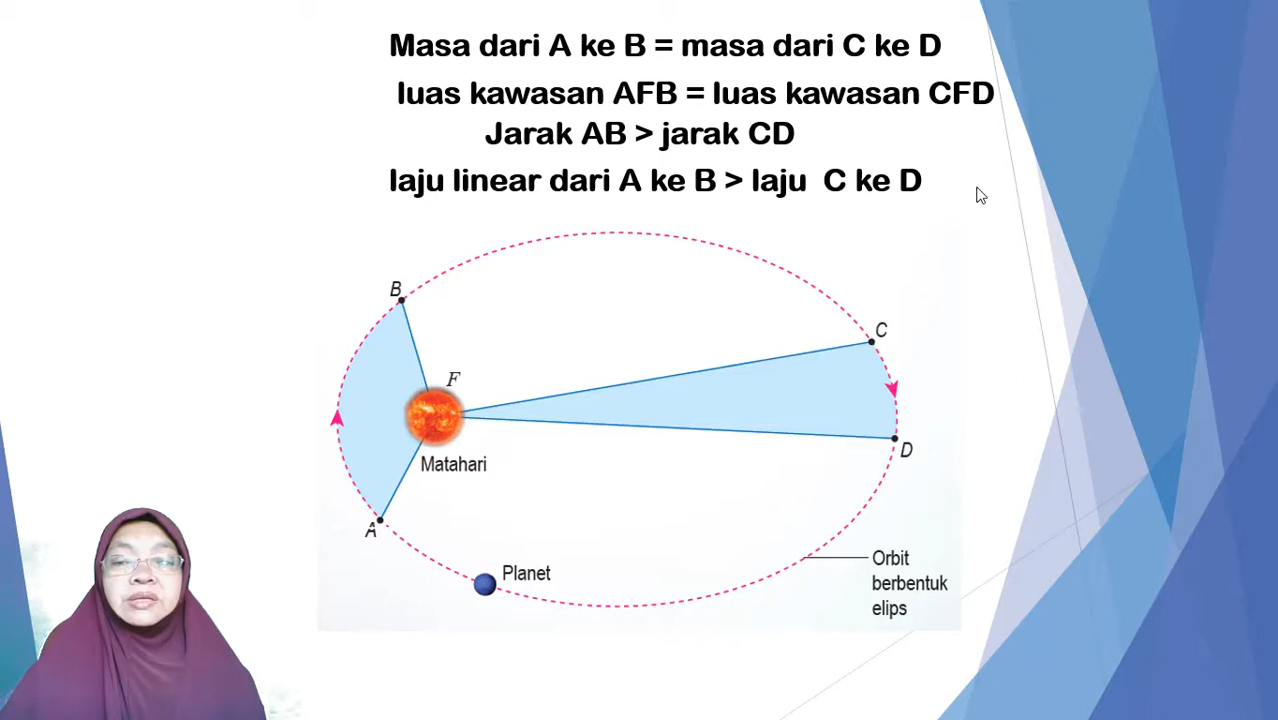 Masa dari A ke B = masa dari C ke D
luas kawasan AFB = luas kawasan CFD
Jarak AB > jarak CD
laju linear dari A ke B > laju C ke D
B
C
F
Matahari
D
A
Planet
Orbit
berbentuk
elips